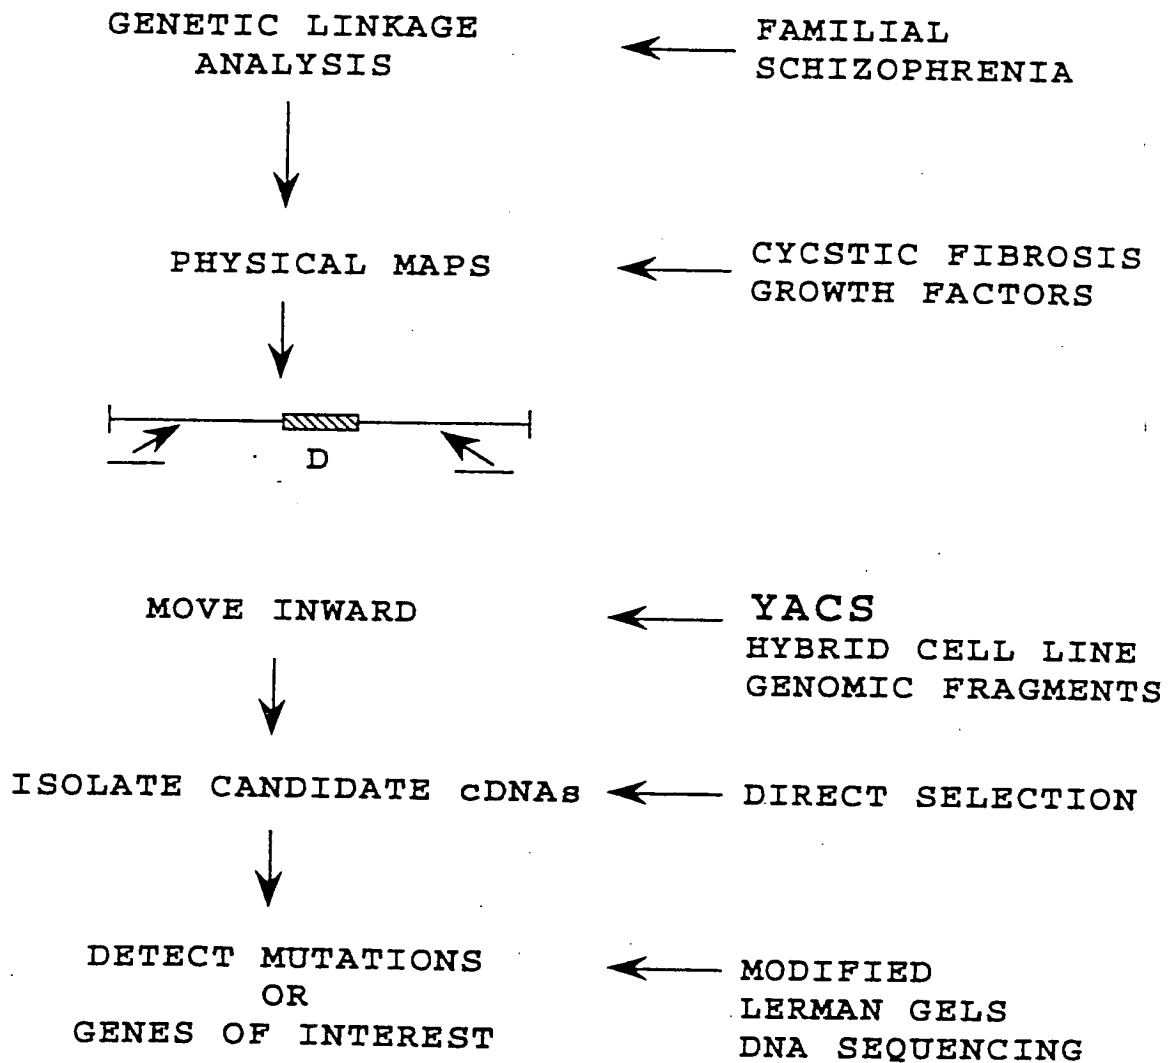 GENETIC LINKAGE
ANALYSIS
FAMILIAL
SCHIZOPHRENIA
PHYSICAL MAPS
CYCSTIC FIBROSIS
GROWTH FACTORS
D
MOVE INWARD
YACS
HYBRID CELL LINE
GENOMIC FRAGMENTS
ISOLATE CANDIDATE cDNAs
DIRECT SELECTION
DETECT MUTATIONS
OR
GENES OF INTEREST
MODIFIED
LERMAN GELS
DNA SEQUENCING